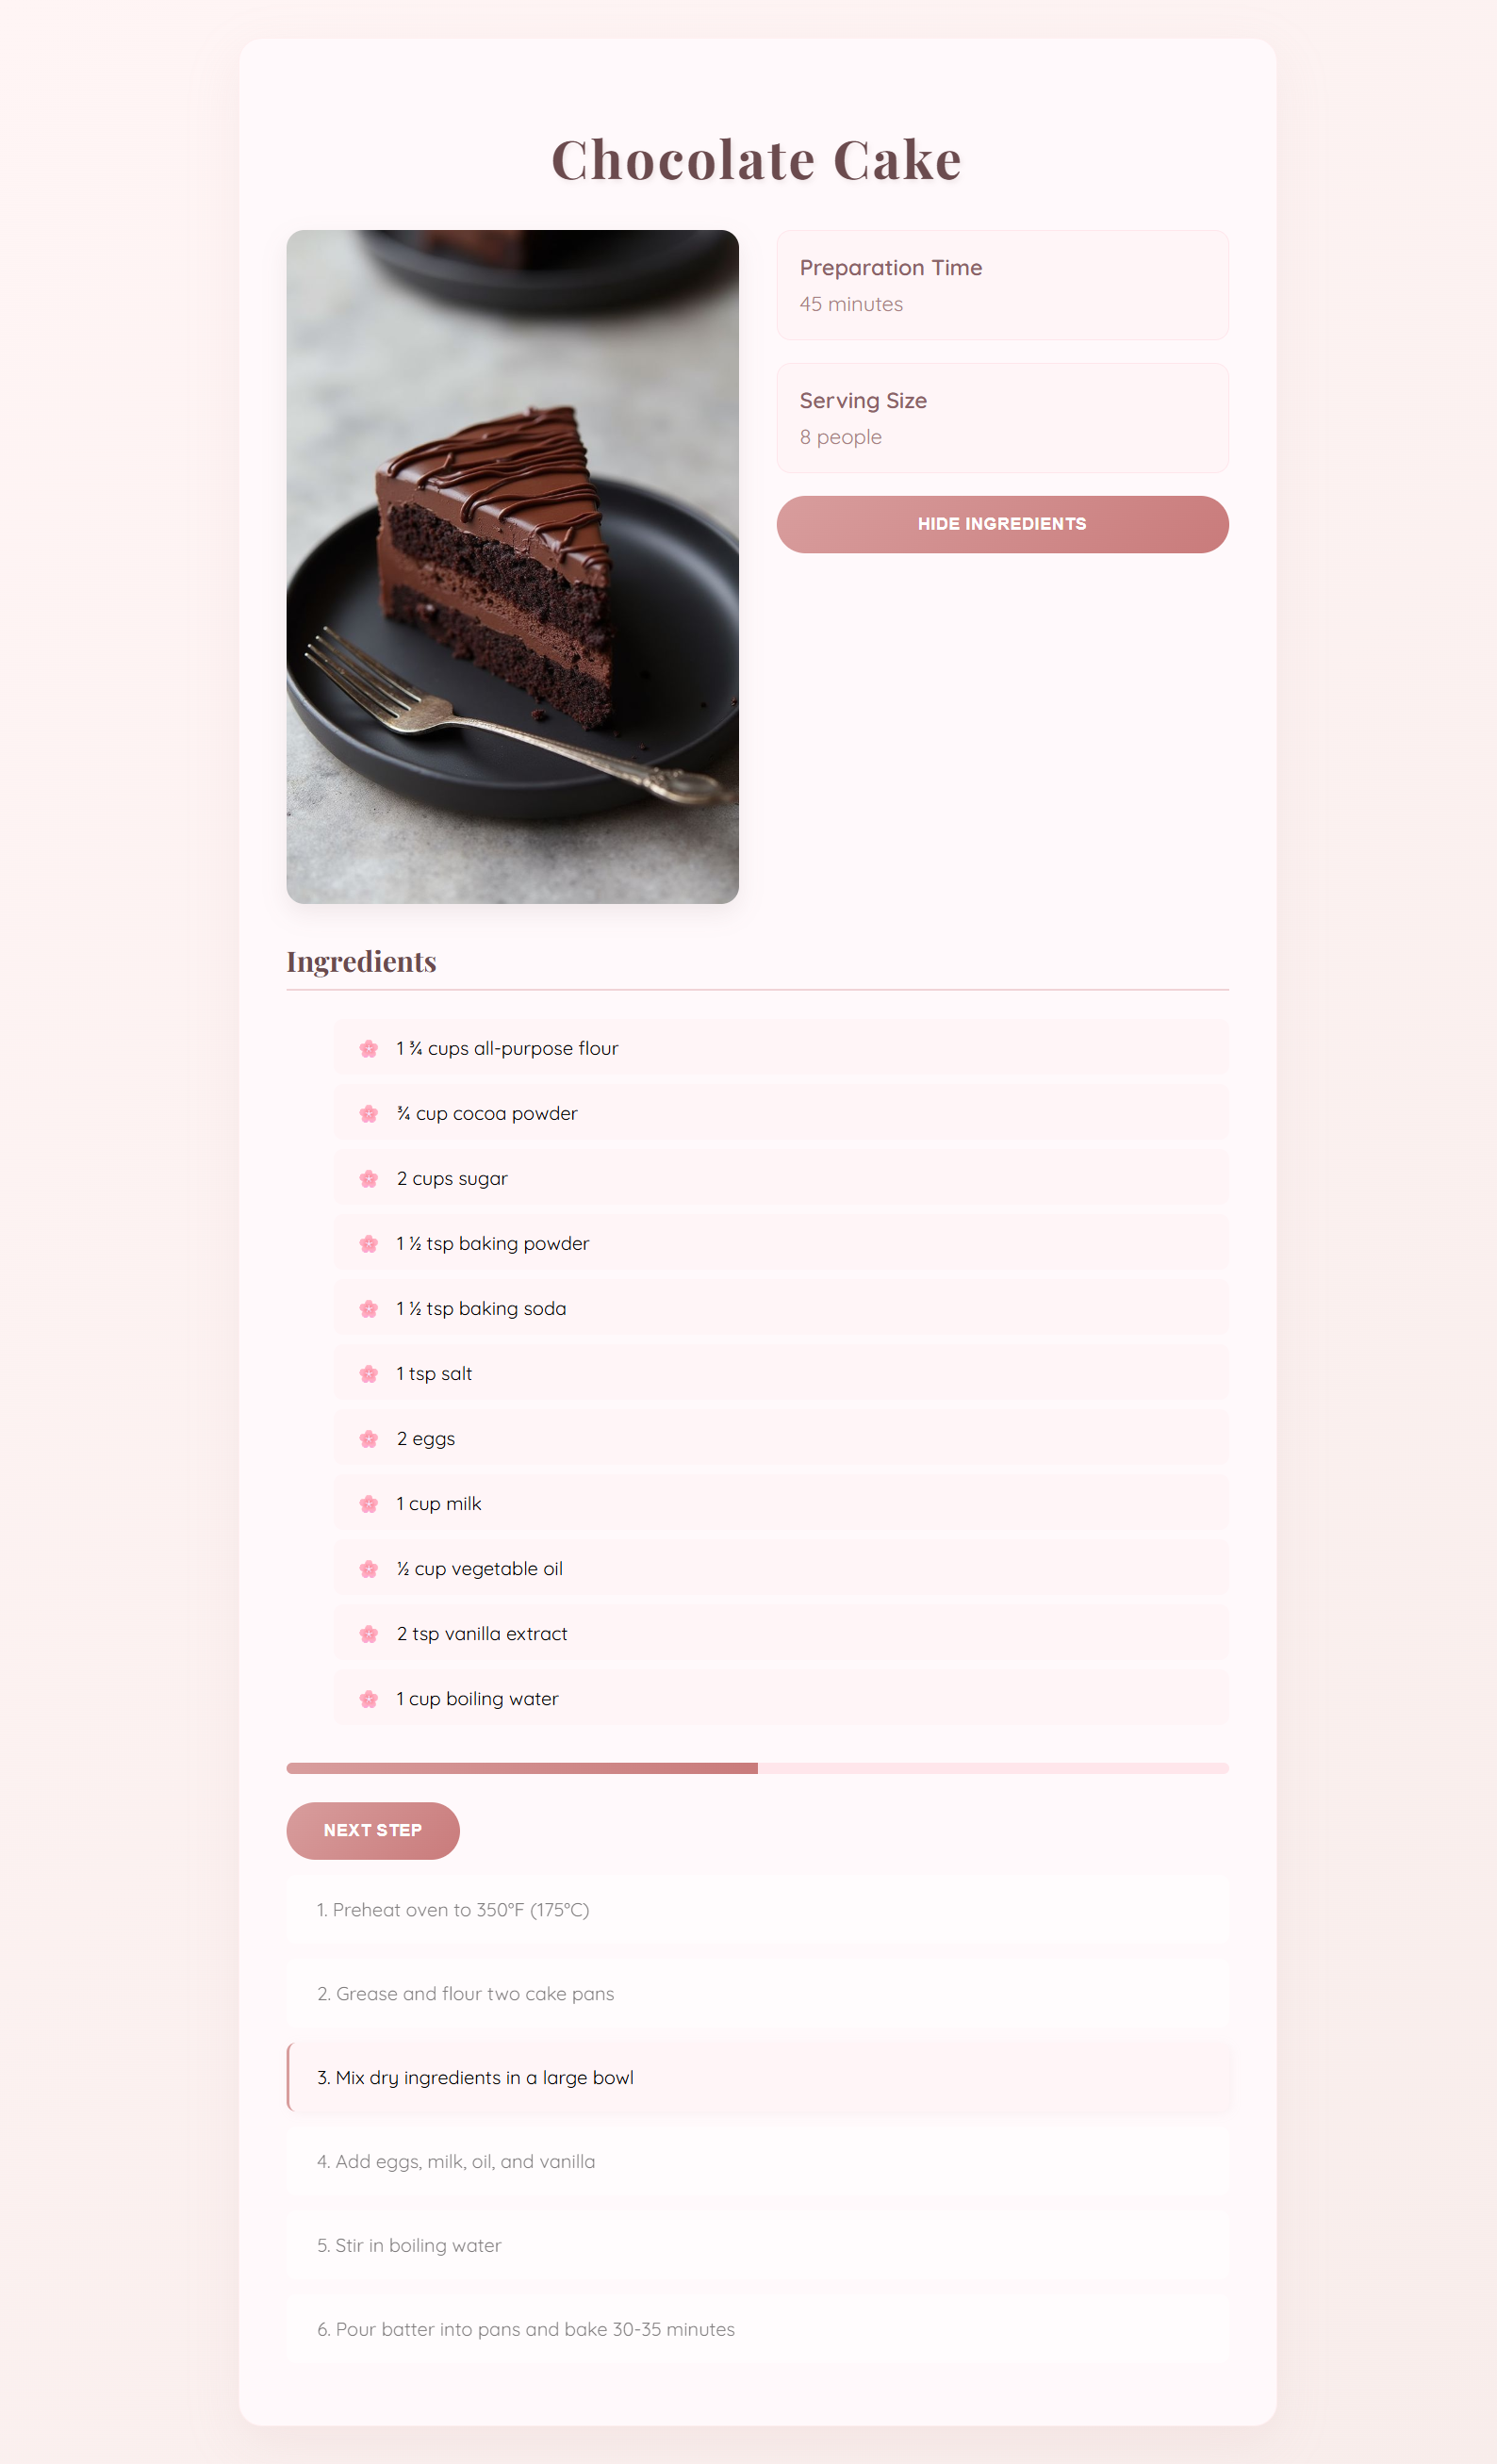 Chocolate Cake
Preparation Time
45 minutes
Serving Size
8 people
HIDE INGREDIENTS
Ingredients
1 ¾ cups all-purpose flour
¾ cup cocoa powder
2 cups sugar
1 ½ tsp baking powder
1 ½ tsp baking soda
1 tsp salt
2 eggs
1 cup milk
½ cup vegetable oil
2 tsp vanilla extract
1 cup boiling water
NEXT STEP
1. Preheat oven to 350°F (175°C)
2. Grease and flour two cake pans
3. Mix dry ingredients in a large bowl
4. Add eggs, milk, oil, and vanilla
5. Stir in boiling water
6. Pour batter into pans and bake 30-35 minutes